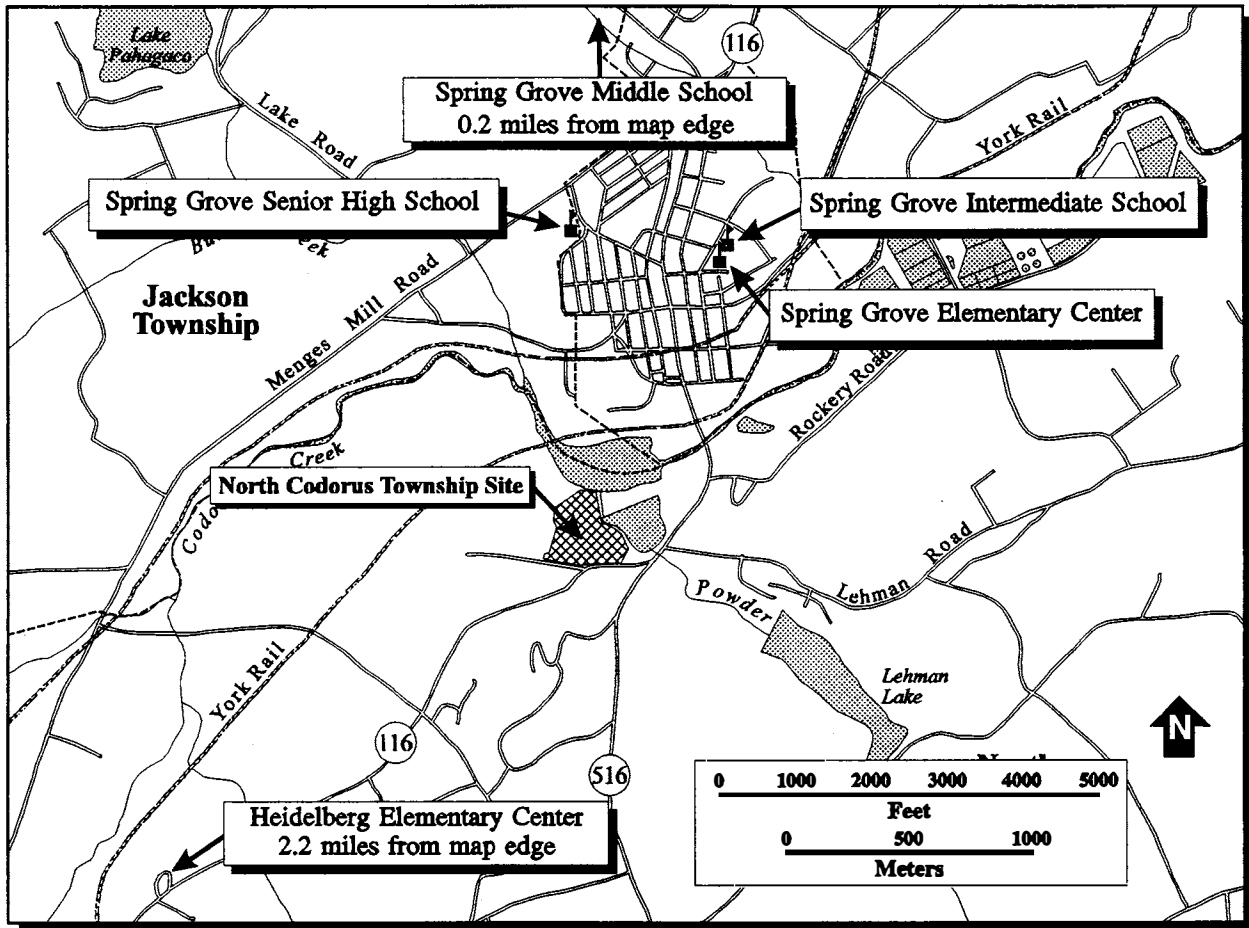 Lake
Pahagaco
116
Spring Grove Middle School
0.2 miles from map edge
Lake Road
York Rail
Spring Grove Senior High School
Spring Grove Intermediate School
Jackson
Township
Menges Mill Road
Spring Grove Elementary Center
Rockery Road
Creek
North Codorus Township Site
Lehman Road
Powder
York Rail
Lehman
Lake
N
116
516
0 1000 2000 3000 4000 5000
Feet
0 500 1000
Meters
Heidelberg Elementary Center
2.2 miles from map edge